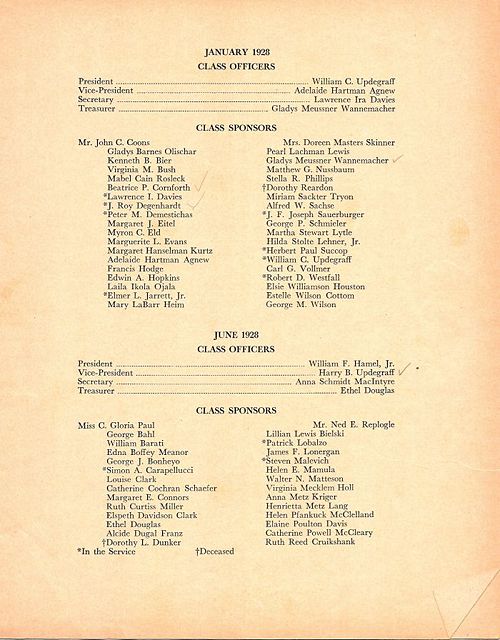 JANUARY 1928
CLASS OFFICERS
President ........ William C. Updegraff
Vice-President ........ Adelaide Hartman Agnew
Secretary ........ Lawrence Ira Davies
Treasurer ........ Gladys Meussner Wannemacher
CLASS SPONSORS
Mr. John C. Coons
Gladys Barnes Olischar
Kenneth B. Bier
Virginia M. Bush
Mabel Cain Rosleck
Beatrice P. Cornforth
*Lawrence I. Davies
*J. Roy Degenhardt
*Peter M. Demestichas
Margaret J. Eitel
Myron C. Eld
Marguerite L. Evans
Margaret Hanselman Kurtz
Adelaide Hartman Agnew
Francis Hodge
Edwin A. Hopkins
Laila Ikola Ojala
*Elmer L. Jarrett, Jr.
Mary LaBarr Heim
Mrs. Doreen Masters Skinner
Pearl Lachman Lewis
Gladys Meussner Wannemacher
Matthew G. Nussbaum
Stella R. Phillips
†Dorothy Reardon
Miriam Sackter Tryon
Alfred W. Sachse
*J. F. Joseph Sauerburger
George P. Schmieler
Martha Stewart Lytle
Hilda Stolte Lehner, Jr.
*Herbert Paul Succop
*William C. Updegraff
Carl G. Vollmer
*Robert D. Westfall
Elsie Williamson Houston
Estelle Wilson Cottom
George M. Wilson
JUNE 1928
CLASS OFFICERS
President ........ William F. Hamel, Jr.
Vice-President ........ Harry B. Updegraff
Secretary ........ Anna Schmidt MacIntyre
Treasurer ........ Ethel Douglas
CLASS SPONSORS
Miss C. Gloria Paul
George Bahl
William Barati
Edna Boffey Meanor
George J. Bonheyo
*Simon A. Carapellucci
Louise Clark
Catherine Cochran Schaefer
Margaret E. Connors
Ruth Curtiss Miller
Elspeth Davidson Clark
Ethel Douglas
Alcide Dugal Franz
†Dorothy L. Dunker
Mr. Ned E. Replogle
Lillian Lewis Bielski
*Patrick Lobalzo
James F. Lonergan
*Steven Malevich
Helen E. Mamula
Walter N. Matteson
Virginia Mecklem Holl
Anna Metz Kriger
Henrietta Metz Lang
Helen Pfankuck McClelland
Elaine Poulton Davis
Catherine Powell McCleary
Ruth Reed Cruikshank
*In the Service †Deceased